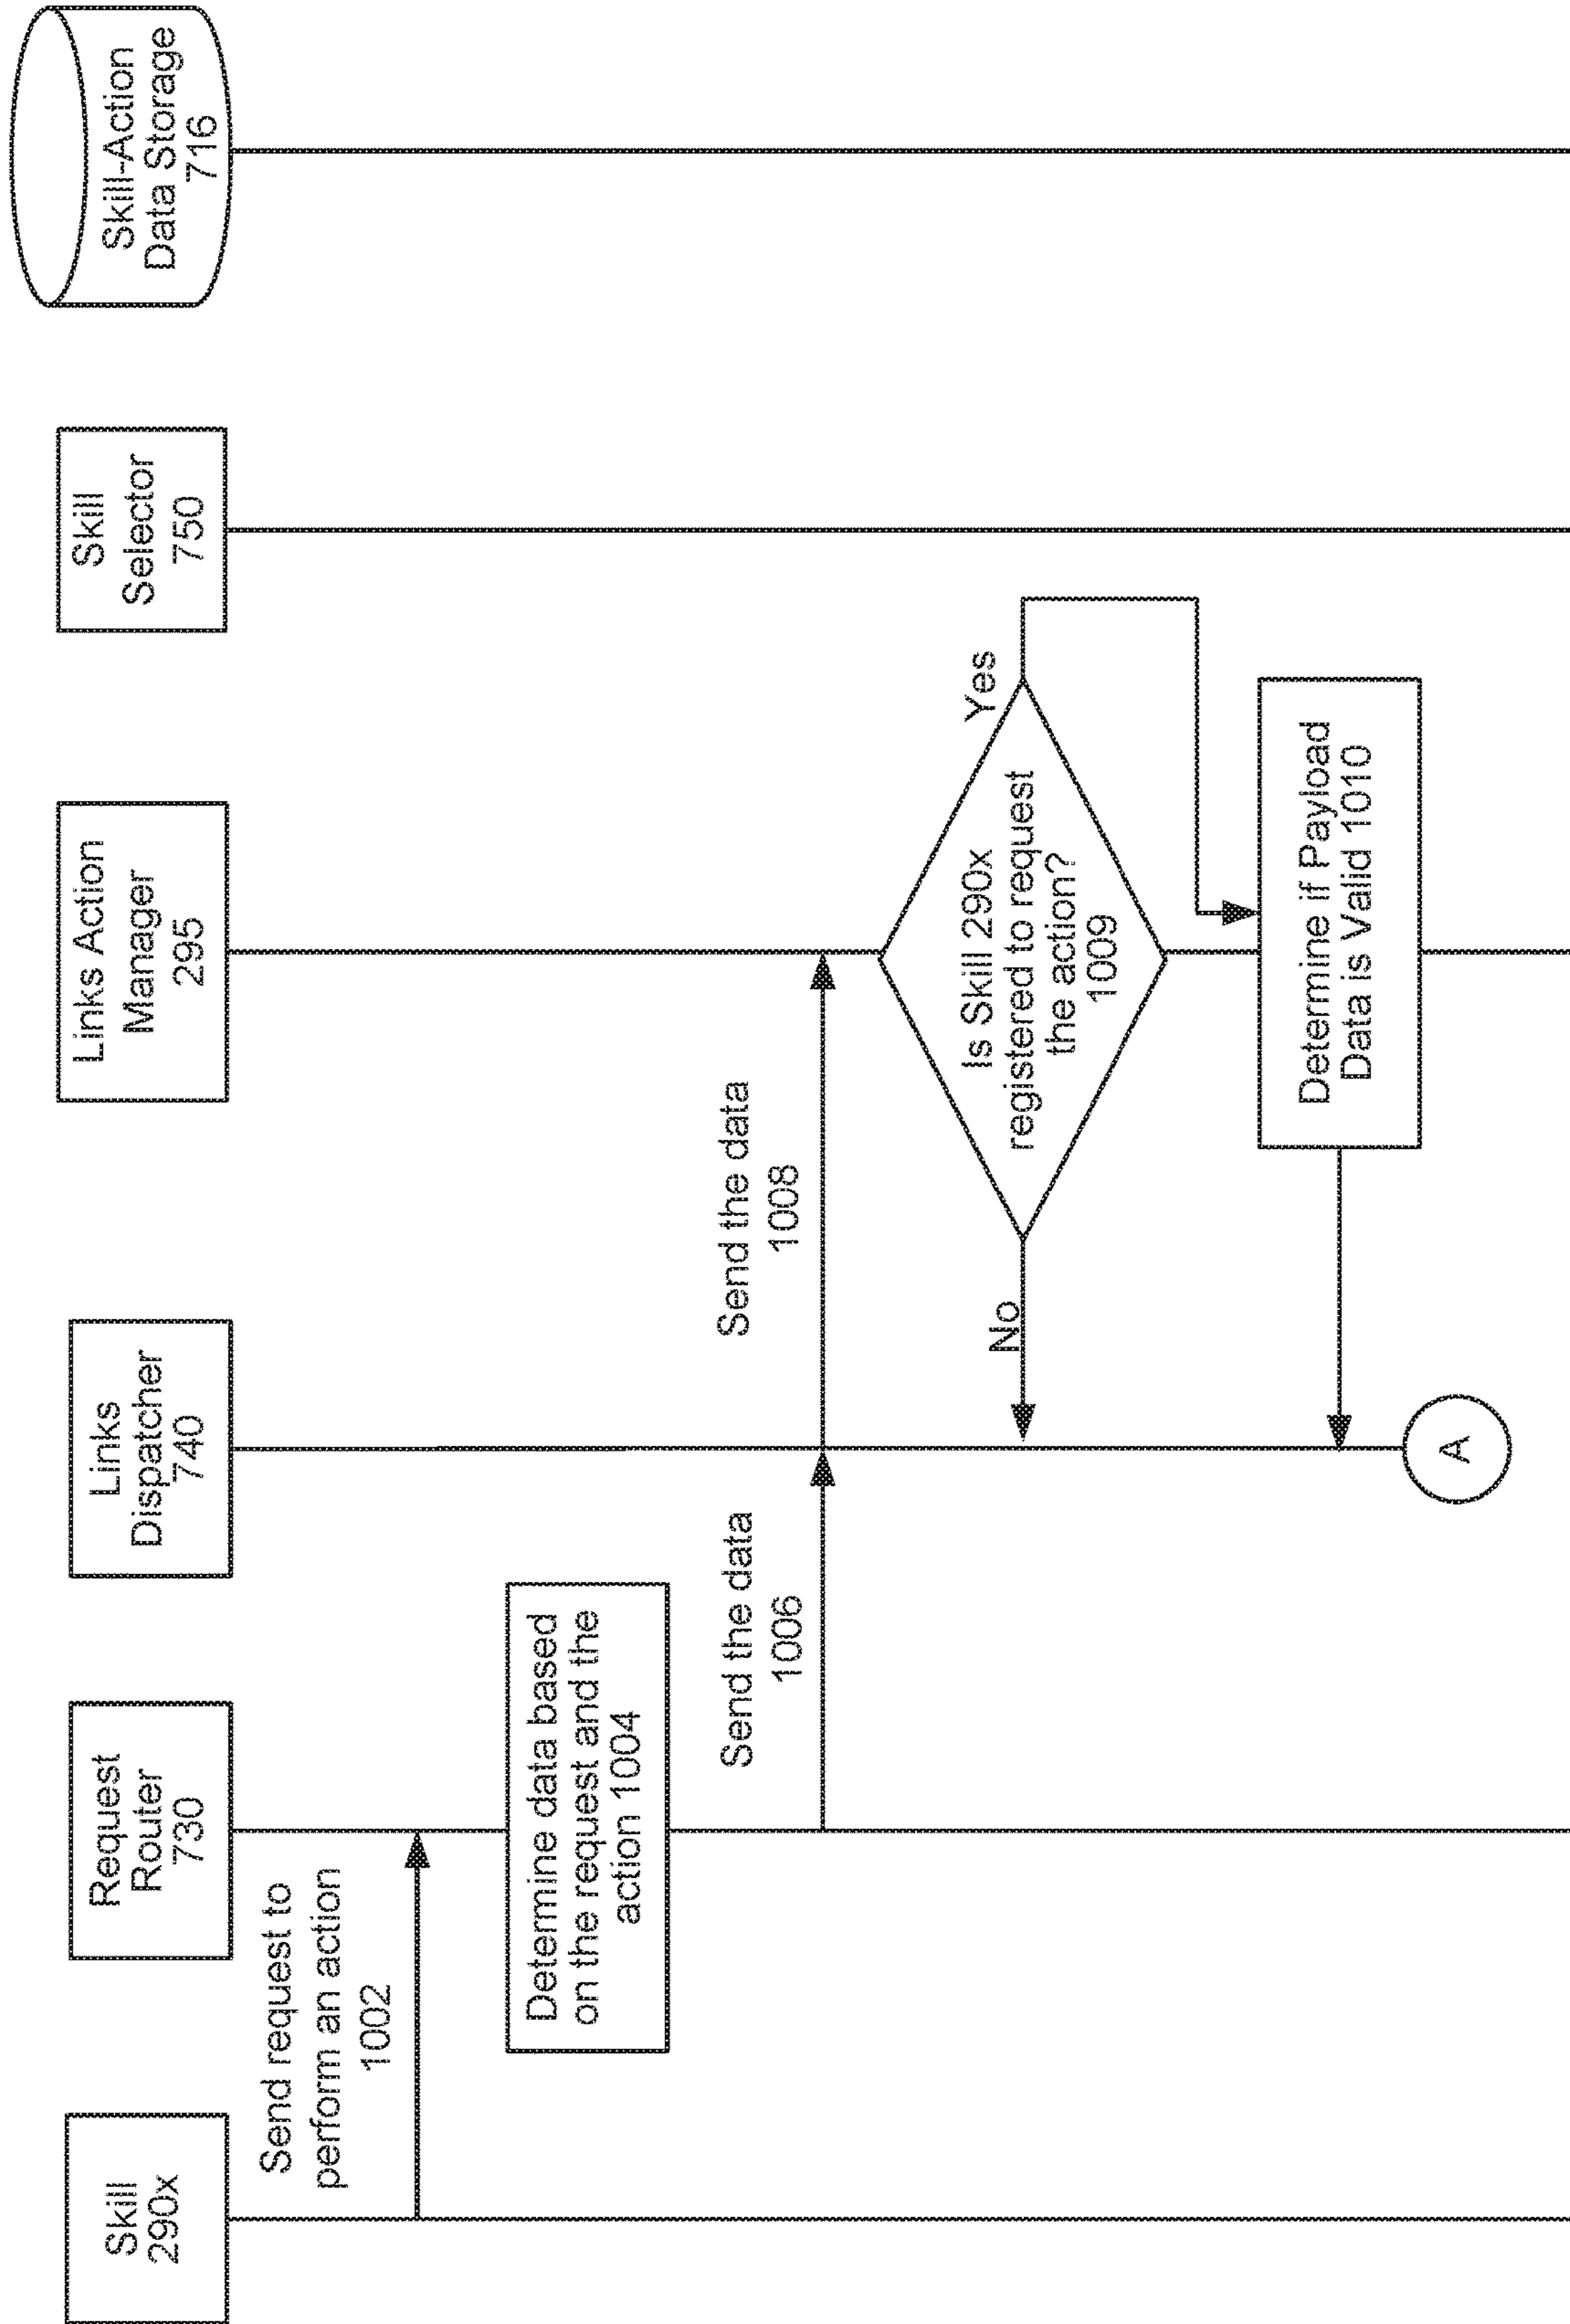 Skill
290x
Request
Router
730
Links
Dispatcher
740
Links Action
Manager
295
Skill
Selector
750
Skill-Action
Data Storage
716
Send request to
perform an action
1002
Determine data based
on the request and the
action 1004
Send the data
1006
Send the data
1008
Is Skill 290x
registered to request
the action?
1009
No
Yes
Determine if Payload
Data is Valid 1010
A